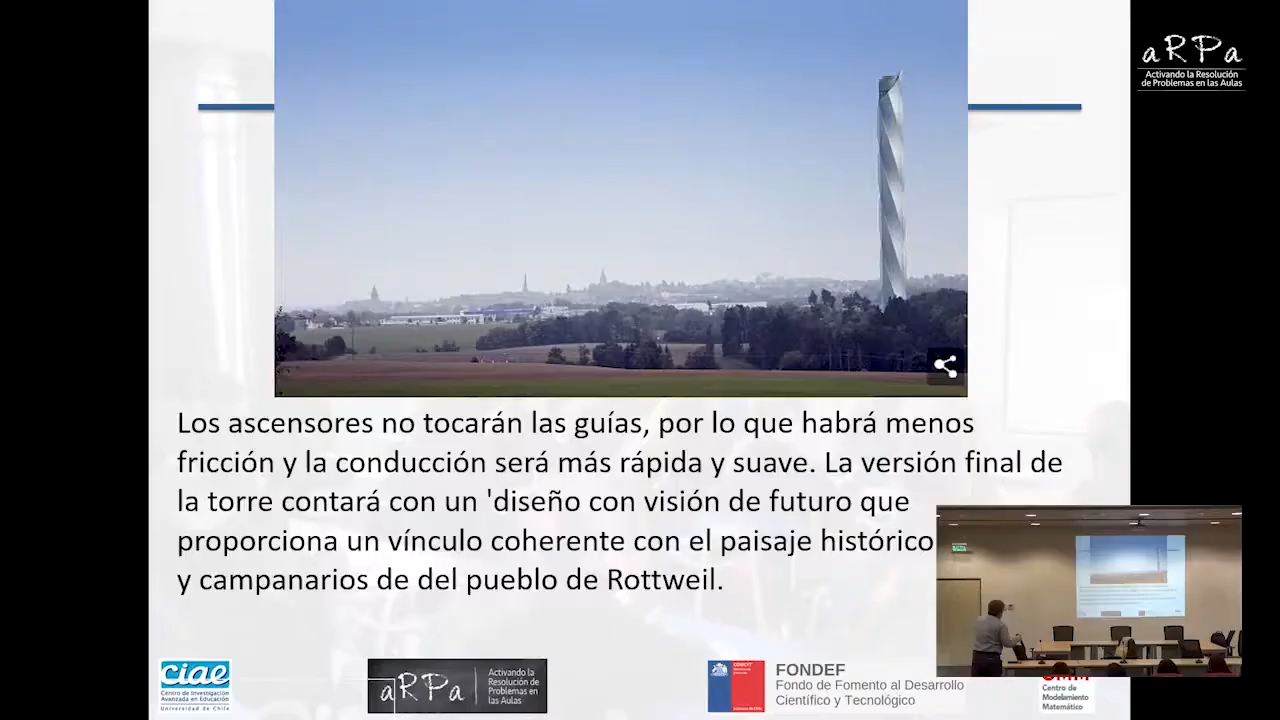 aRPa
Activando la Resolución
de Problemas en las Aulas
Los ascensores no tocarán las guías, por lo que habrá menos
fricción y la conducción será más rápida y suave. La versión final de
la torre contará con un 'diseño con visión de futuro que
proporciona un vínculo coherente con el paisaje histórico
y campanarios de del pueblo de Rottweil.
ciae
Centro de Investigación
Avanzada en Educación
Universidad de Chile
aRPa
Activando la
Resolución de
Problemas en
las Aulas
CONICYT
FONDEF
Fondo de Fomento al Desarrollo
Científico y Tecnológico
Centro de
Modelamiento
Matemático